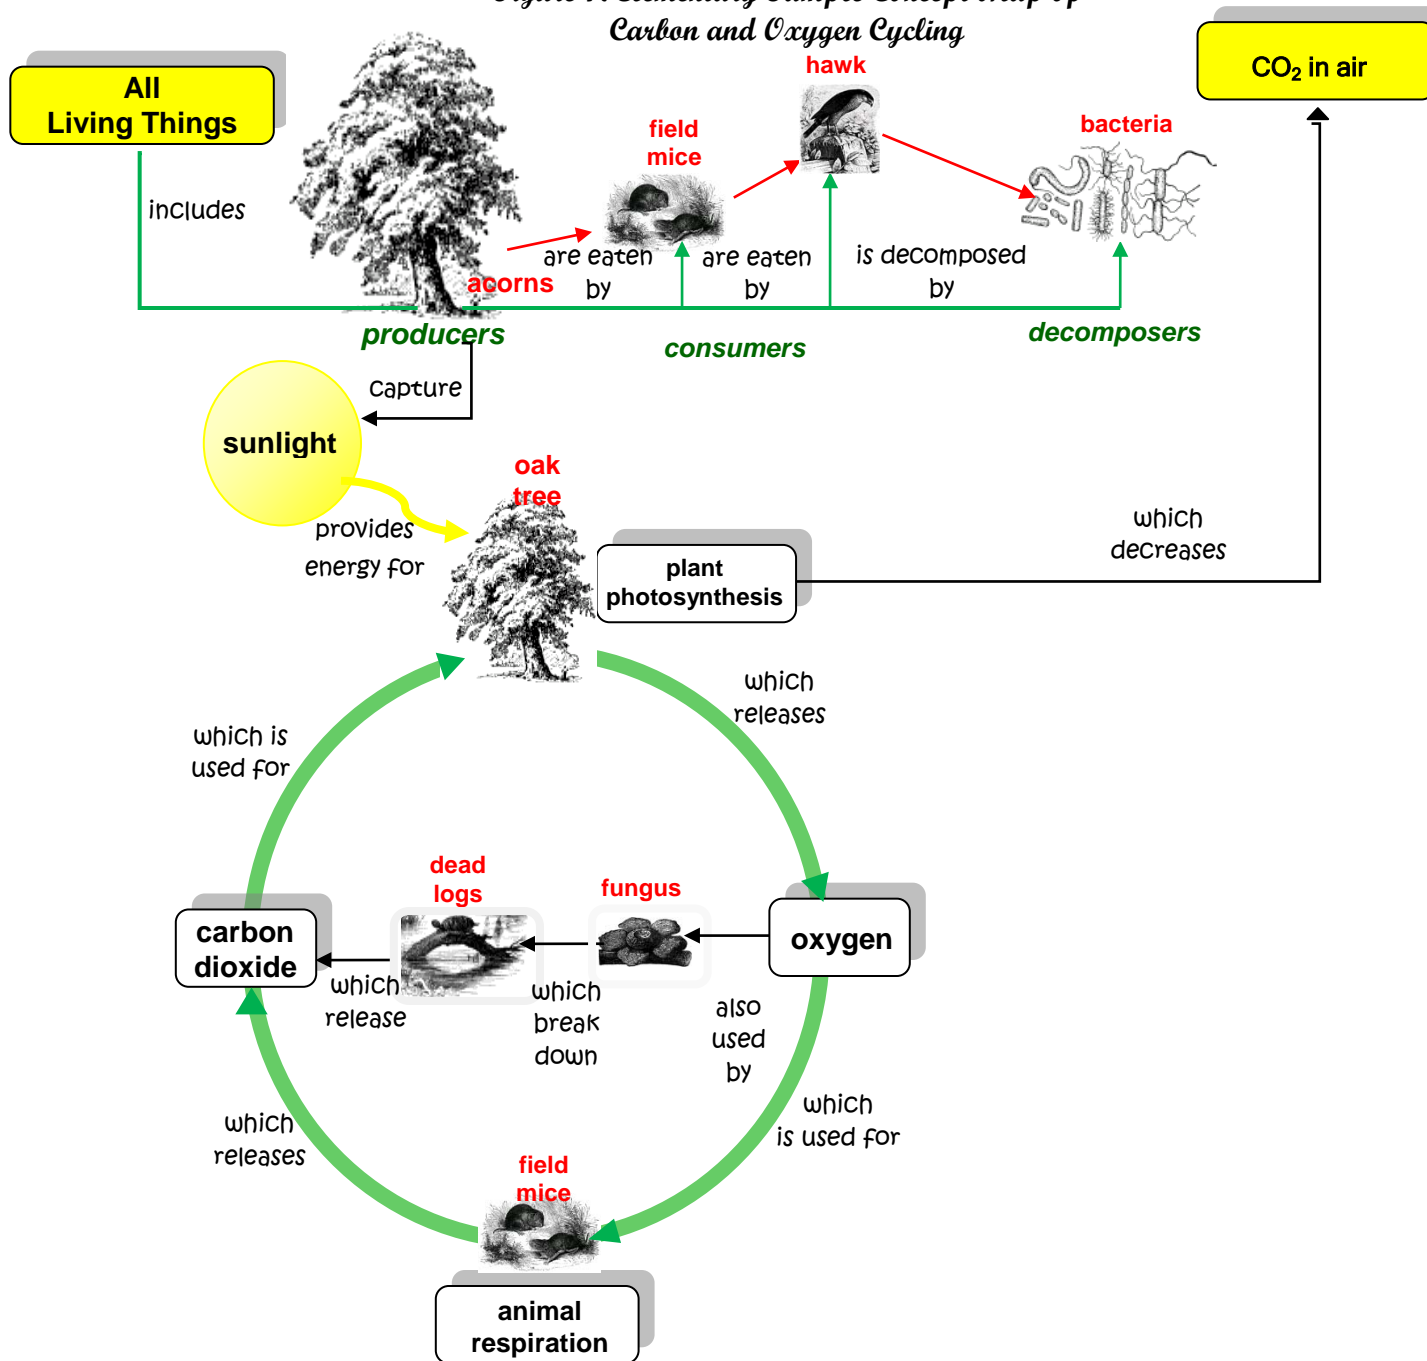 Carbon and Oxygen Cycling
All
Living Things
CO₂ in air
hawk
field
mice
bacteria
includes
acorns
are eaten
by
are eaten
by
is decomposed
by
producers
consumers
decomposers
capture
sunlight
oak
tree
provides
energy for
plant
photosynthesis
which
decreases
which
releases
which is
used for
dead
logs
fungus
carbon
dioxide
oxygen
which
release
which
break
down
also
used
by
which
is used for
which
releases
field
mice
animal
respiration